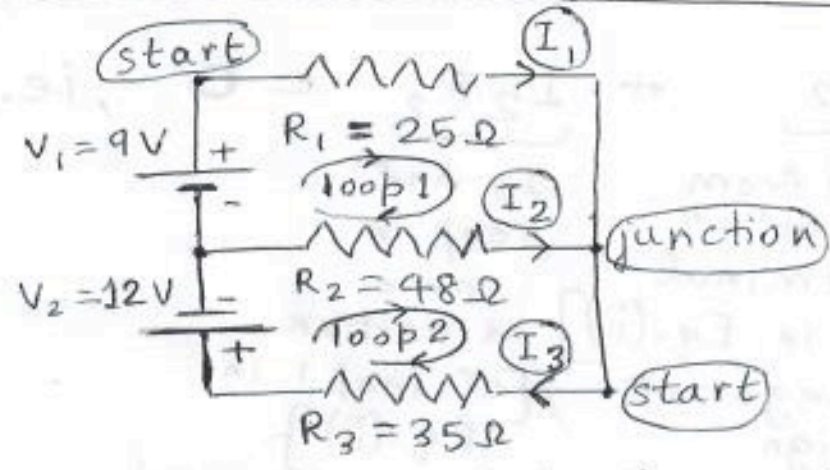 start I₁
V₁ = 9V + R₁ = 25Ω
- loop 1 I₂
junction
V₂ = 12V - R₂ = 48Ω
+ loop 2 I₃
start
R₃ = 35Ω
, i.e.